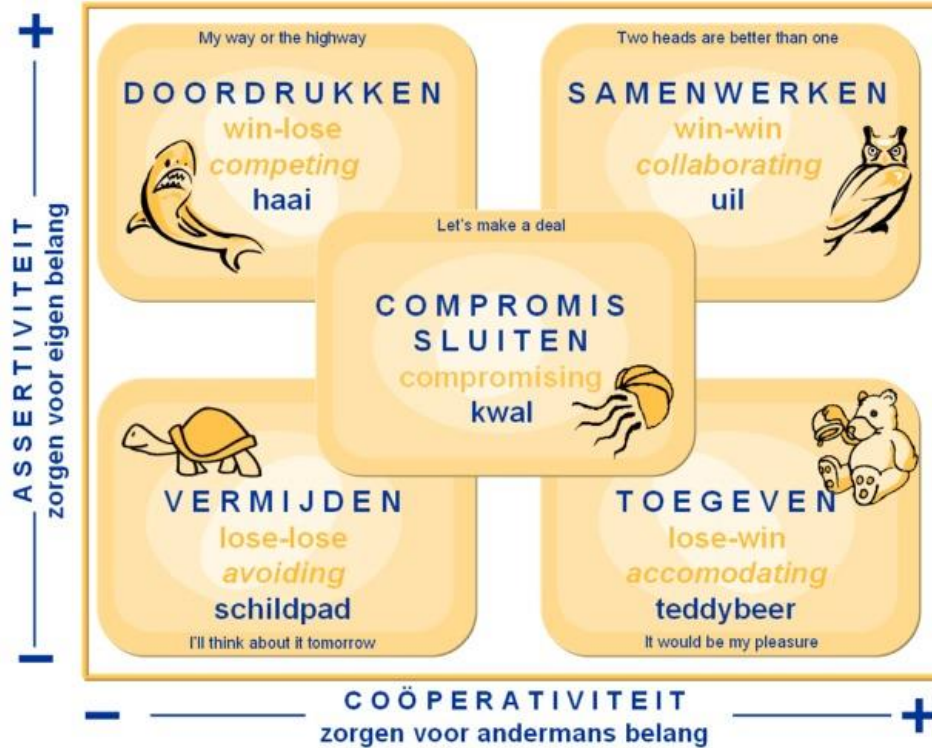 +
ASSERTIVITEIT
zorgen voor eigen belang
–
My way or the highway
DOORDRUKKEN
win-lose
competing
haai
Two heads are better than one
SAMENWERKEN
win-win
collaborating
uil
Let's make a deal
COMPROMIS
SLUITEN
compromising
kwal
VERMIJDEN
lose-lose
avoiding
schildpad
I'll think about it tomorrow
TOEGEVEN
lose-win
accomodating
teddybeer
It would be my pleasure
– COÖPERATIVITEIT +
zorgen voor andermans belang